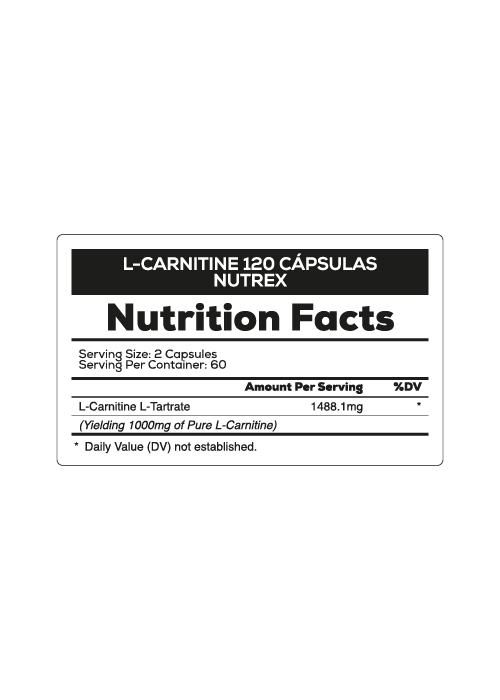 L-CARNITINE 120 CÁPSULAS
NUTREX
Nutrition Facts
Serving Size: 2 Capsules
Serving Per Container: 60
Amount Per Serving %DV
L-Carnitine L-Tartrate 1488.1mg *
(Yielding 1000mg of Pure L-Carnitine)
* Daily Value (DV) not established.